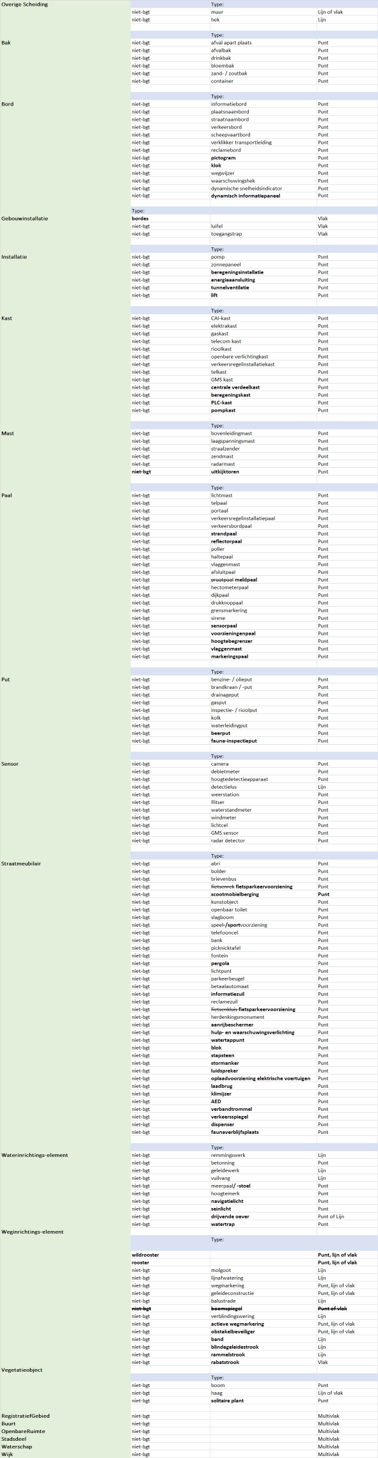 Overige Scheiding Type:
niet-bgt muur Lijn of vlak
niet-bgt hek Lijn
Type:
Bak niet-bgt afval apart plaats Punt
niet-bgt afvalbak Punt
niet-bgt drinkbak Punt
niet-bgt bloembak Punt
niet-bgt zand- / zoutbak Punt
niet-bgt container Punt
Type:
Bord niet-bgt informatiebord Punt
niet-bgt plaatsnaambord Punt
niet-bgt straatnaambord Punt
niet-bgt verkeersbord Punt
niet-bgt scheepvaartbord Punt
niet-bgt verklikker transportleiding Punt
niet-bgt reclamebord Punt
niet-bgt pictogram Punt
niet-bgt klok Punt
niet-bgt wegwijzer Punt
niet-bgt waarschuwingshek Punt
niet-bgt dynamische snelheidsindicator Punt
niet-bgt dynamisch informatiepaneel Punt
Type:
Gebouwinstallatie bordes Vlak
niet-bgt luifel Vlak
niet-bgt toegangstrap Vlak
Type:
Installatie niet-bgt pomp Punt
niet-bgt zonnepaneel Punt
niet-bgt beregeningsinstallatie Punt
niet-bgt energieaansluiting Punt
niet-bgt tunnelventilatie Punt
niet-bgt lift Punt
Type:
Kast niet-bgt CAI-kast Punt
niet-bgt elektrakast Punt
niet-bgt gaskast Punt
niet-bgt telecom kast Punt
niet-bgt rioolkast Punt
niet-bgt openbare verlichtingkast Punt
niet-bgt verkeersregelinstallatiekast Punt
niet-bgt telkast Punt
niet-bgt GMS kast Punt
niet-bgt centrale verdeelkast Punt
niet-bgt beregeningskast Punt
niet-bgt PLC-kast Punt
niet-bgt pompkast Punt
Type:
Mast niet-bgt bovenleidingmast Punt
niet-bgt laagspanningsmast Punt
niet-bgt straalzender Punt
niet-bgt zendmast Punt
niet-bgt radarmast Punt
niet-bgt uitkijktoren Punt
Type:
Paal niet-bgt lichtmast Punt
niet-bgt telpaal Punt
niet-bgt portaal Punt
niet-bgt verkeersregelinstallatiepaal Punt
niet-bgt verkeersbordpaal Punt
niet-bgt strandpaal Punt
niet-bgt reflectorpaal Punt
niet-bgt poller Punt
niet-bgt haltepaal Punt
niet-bgt vlaggenmast Punt
niet-bgt afsluitpaal Punt
niet-bgt praatpaal meldpaal Punt
niet-bgt hectometerpaal Punt
niet-bgt dijkpaal Punt
niet-bgt drukknoppaal Punt
niet-bgt grensmarkering Punt
niet-bgt sirene Punt
niet-bgt sensorpaal Punt
niet-bgt voorzieningenpaal Punt
niet-bgt hoogtebegrenzer Punt
niet-bgt vlaggenmast Punt
niet-bgt markeringspaal Punt
Type:
Put niet-bgt benzine- / olieput Punt
niet-bgt brandkraan / -put Punt
niet-bgt drainageput Punt
niet-bgt gasput Punt
niet-bgt inspectie- / rioolput Punt
niet-bgt kolk Punt
niet-bgt waterleidingput Punt
niet-bgt beerput Punt
niet-bgt fauna-inspectieput Punt
Type:
Sensor niet-bgt camera Punt
niet-bgt debietmeter Punt
niet-bgt hoogtedetectieapparaat Punt
niet-bgt detectielus Lijn
niet-bgt weerstation Punt
niet-bgt flitser Punt
niet-bgt waterstandmeter Punt
niet-bgt windmeter Punt
niet-bgt lichtcel Punt
niet-bgt GMS sensor Punt
niet-bgt radar detector Punt
Type:
Straatmeubilair niet-bgt abri Punt
niet-bgt bolder Punt
niet-bgt brievenbus Punt
niet-bgt fietsenrek fietsparkeervoorziening Punt
niet-bgt scootmobielberging Punt
niet-bgt kunstobject Punt
niet-bgt openbaar toilet Punt
niet-bgt slagboom Punt
niet-bgt speel-/sportvoorziening Punt
niet-bgt telefooncel Punt
niet-bgt bank Punt
niet-bgt picknicktafel Punt
niet-bgt fontein Punt
niet-bgt pergola Punt
niet-bgt lichtpunt Punt
niet-bgt parkeerbeugel Punt
niet-bgt betaalautomaat Punt
niet-bgt informatiezuil Punt
niet-bgt reclamezuil Punt
niet-bgt fietsenkluis fietsparkeervoorziening Punt
niet-bgt herdenkingsmonument Punt
niet-bgt aanrijbeschermer Punt
niet-bgt hulp- en waarschuwingsverlichting Punt
niet-bgt watertappunt Punt
niet-bgt blok Punt
niet-bgt stapsteen Punt
niet-bgt stormanker Punt
niet-bgt luidspreker Punt
niet-bgt oplaadvoorziening elektrische voertuigen Punt
niet-bgt laadbrug Punt
niet-bgt klimijzer Punt
niet-bgt AED Punt
niet-bgt verbandtrommel Punt
niet-bgt verkeersspiegel Punt
niet-bgt dispenser Punt
niet-bgt faunaverblijfsplaats Punt
Type:
Waterinrichtings-element niet-bgt remmingswerk Lijn
niet-bgt betonning Punt
niet-bgt geleidewerk Lijn
niet-bgt vuilvang Lijn
niet-bgt meerpaal/ -stoel Punt
niet-bgt hoogtemerk Punt
niet-bgt navigatielicht Punt
niet-bgt seinlicht Punt
niet-bgt drijvende oever Punt of Lijn
niet-bgt watertrap Punt
Weginrichtings-element
Type:
wildrooster Punt, lijn of vlak
rooster Punt, lijn of vlak
niet-bgt molgoot Lijn
niet-bgt lijnafwatering Lijn
niet-bgt wegmarkering Punt, lijn of vlak
niet-bgt geleideconstructie Punt, lijn of vlak
niet-bgt balustrade Lijn
niet-bgt boomspiegel Punt of vlak
niet-bgt verblindingswering Lijn
niet-bgt actieve wegmarkering Punt, lijn of vlak
niet-bgt obstakelbeveiliger Punt, lijn of vlak
niet-bgt band Lijn
niet-bgt blindegeleidestrook Lijn
niet-bgt rammelstrook Lijn
niet-bgt rabatstrook Vlak
Vegetatieobject
Type:
niet-bgt boom Punt
niet-bgt haag Lijn of vlak
niet-bgt solitaire plant Punt
RegistratiefGebied niet-bgt Multivlak
Buurt niet-bgt Multivlak
OpenbareRuimte niet-bgt Multivlak
Stadsdeel niet-bgt Multivlak
Waterschap niet-bgt Multivlak
Wijk niet-bgt Multivlak